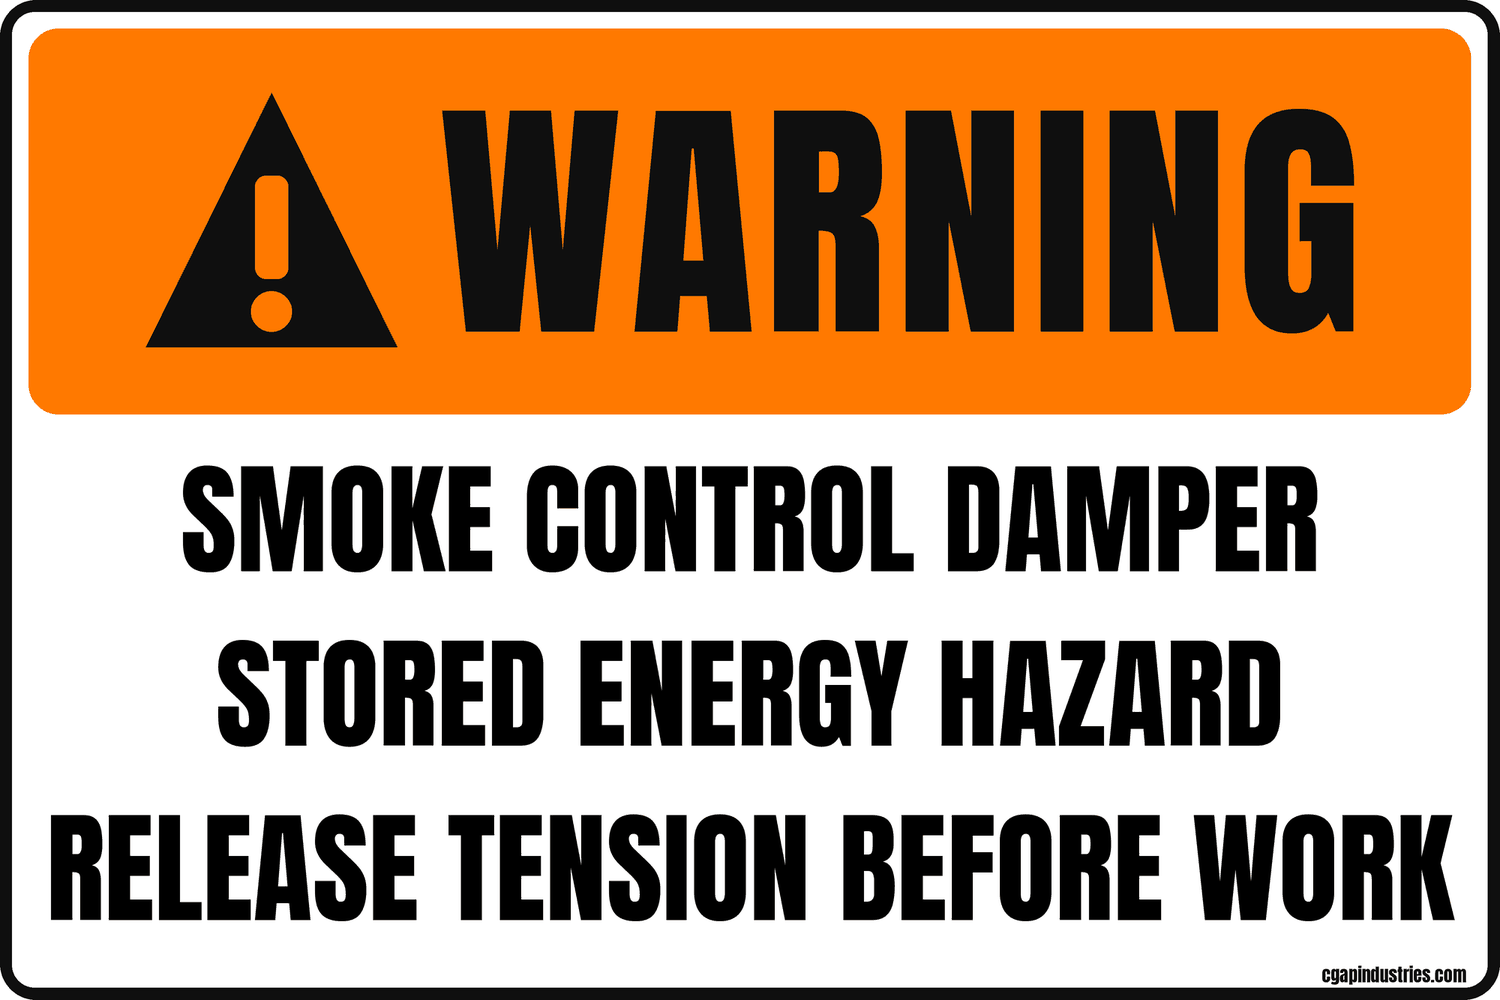 WARNING
SMOKE CONTROL DAMPER
STORED ENERGY HAZARD
RELEASE TENSION BEFORE WORK
cgapindustries.com